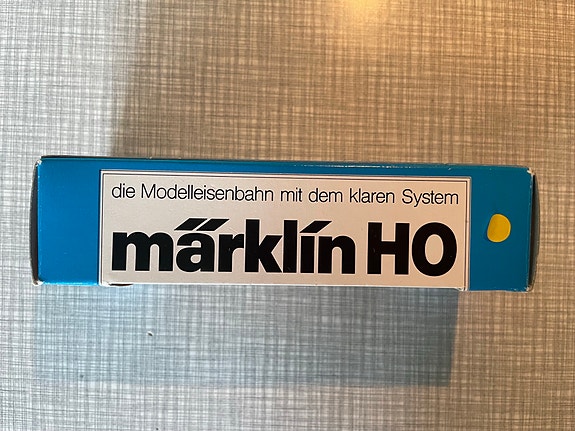 die Modelleisenbahn mit dem klaren System
märklin HO